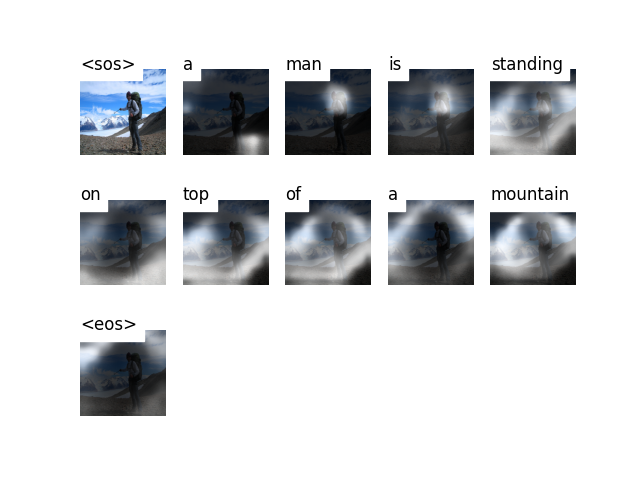 <sos> a man is standing
on top of a mountain
<eos>